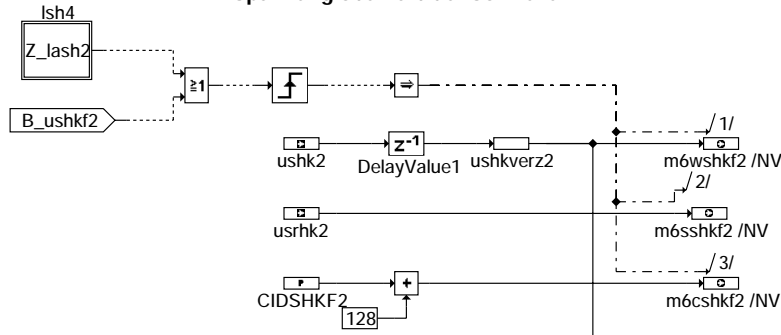 lsh4
Z_lash2
≥1
B_ushkf2
/1/
ushk2
z-1
DelayValue1
ushkverz2
m6wshkf2 /NV
/2/
usrhk2
m6sshkf2 /NV
/3/
P
CIDSHKF2
+
128
m6cshkf2 /NV